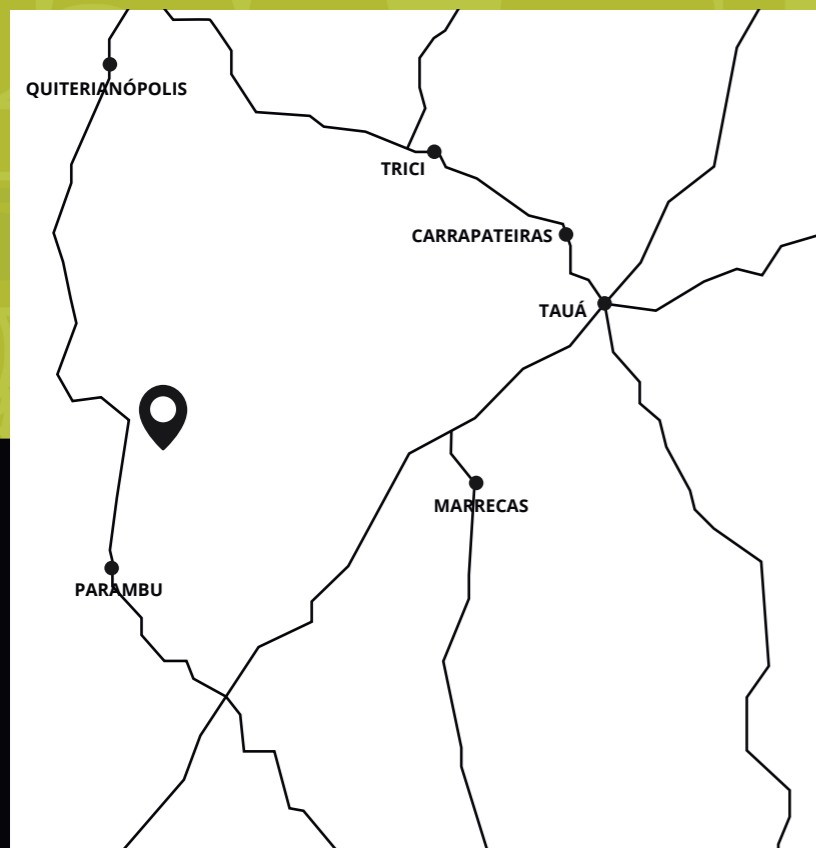 QUITERIANÓPOLIS
TRICI
CARRAPATEIRAS
TAUÁ
MARRECAS
PARAMBU